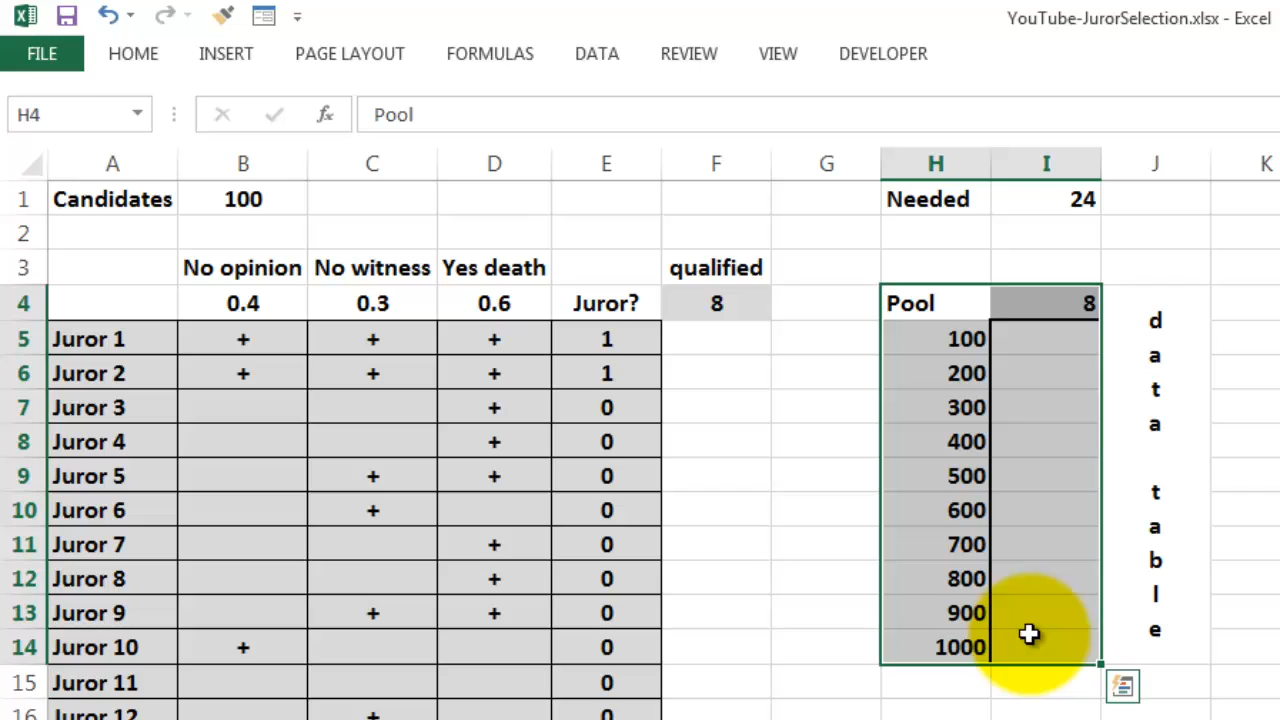 YouTube-JurorSelection.xlsx - Excel
FILE HOME INSERT PAGE LAYOUT FORMULAS DATA REVIEW VIEW DEVELOPER
H4 fx Pool
A B C D E F G H I J K
1 Candidates 100 Needed 24
2
3 No opinion No witness Yes death qualified
4 0.4 0.3 0.6 Juror? 8 Pool 8
5 Juror 1 + + + 1 100 d
6 Juror 2 + + + 1 200 a
7 Juror 3 + 0 300 t
8 Juror 4 + 0 400 a
9 Juror 5 + + 0 500
10 Juror 6 + 0 600 t
11 Juror 7 + 0 700 a
12 Juror 8 + 0 800 b
13 Juror 9 + + 0 900 l
14 Juror 10 + 0 1000 e
15 Juror 11 0
16 Juror 12 + 0